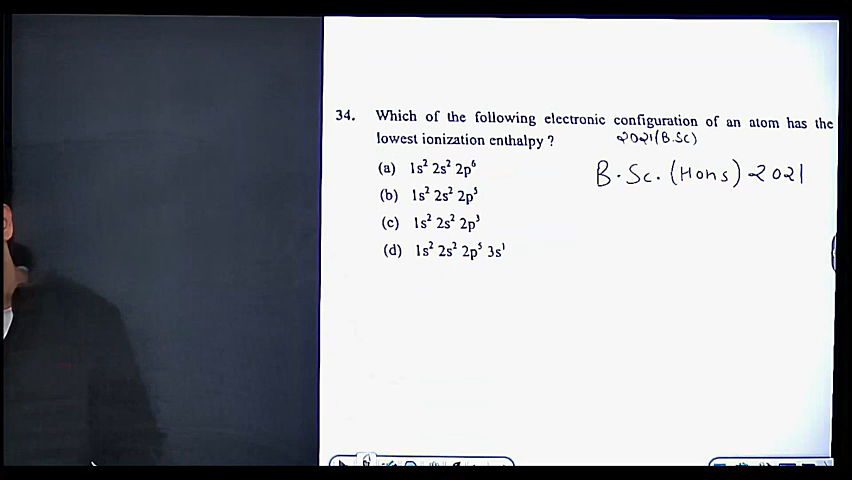 34. Which of the following electronic configuration of an atom has the
lowest ionization enthalpy ? 2021(B.SC)
(a) 1s² 2s² 2p⁶
B.Sc.(Hons) 2021
(b) 1s² 2s² 2p⁵
(c) 1s² 2s² 2p³
(d) 1s² 2s² 2p⁵ 3s¹